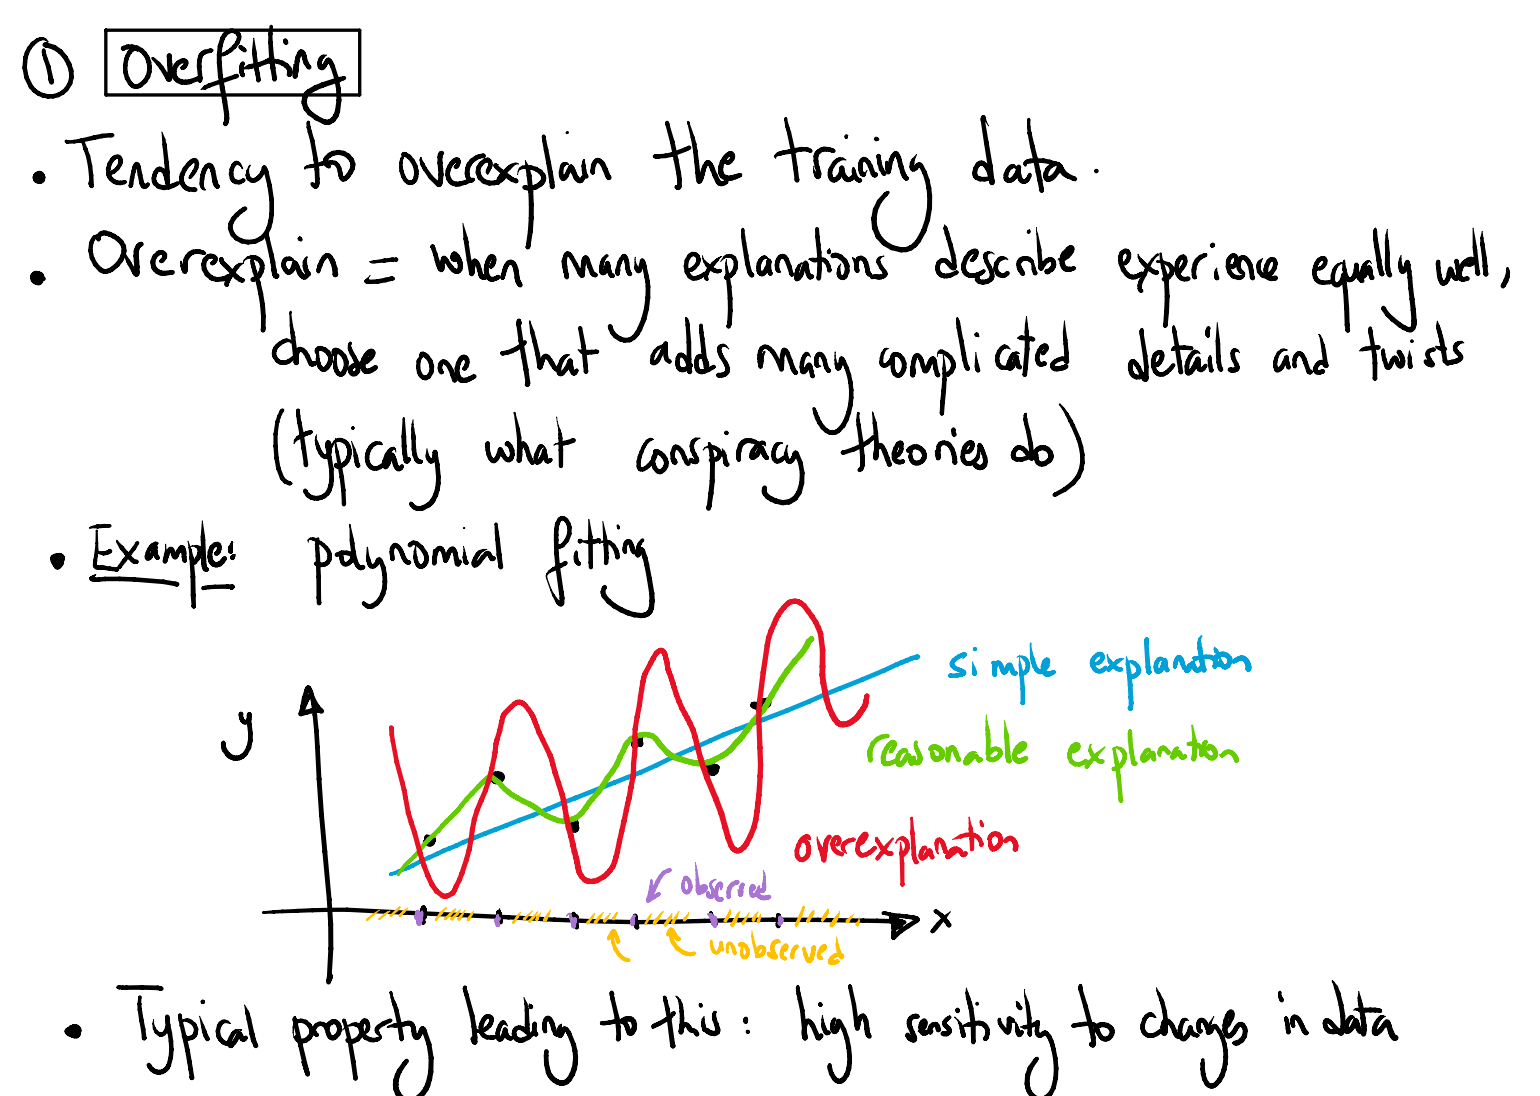 ① Overfitting
• Tendency to overexplain the training data.
• Overexplain = when many explanations describe experience equally well,
choose one that adds many complicated details and twists
(typically what conspiracy theories do)
• Example: polynomial fitting
simple explanation
y
reasonable explanation
overexplanation
observed
x
unobserved
• Typical property leading to this: high sensitivity to changes in data